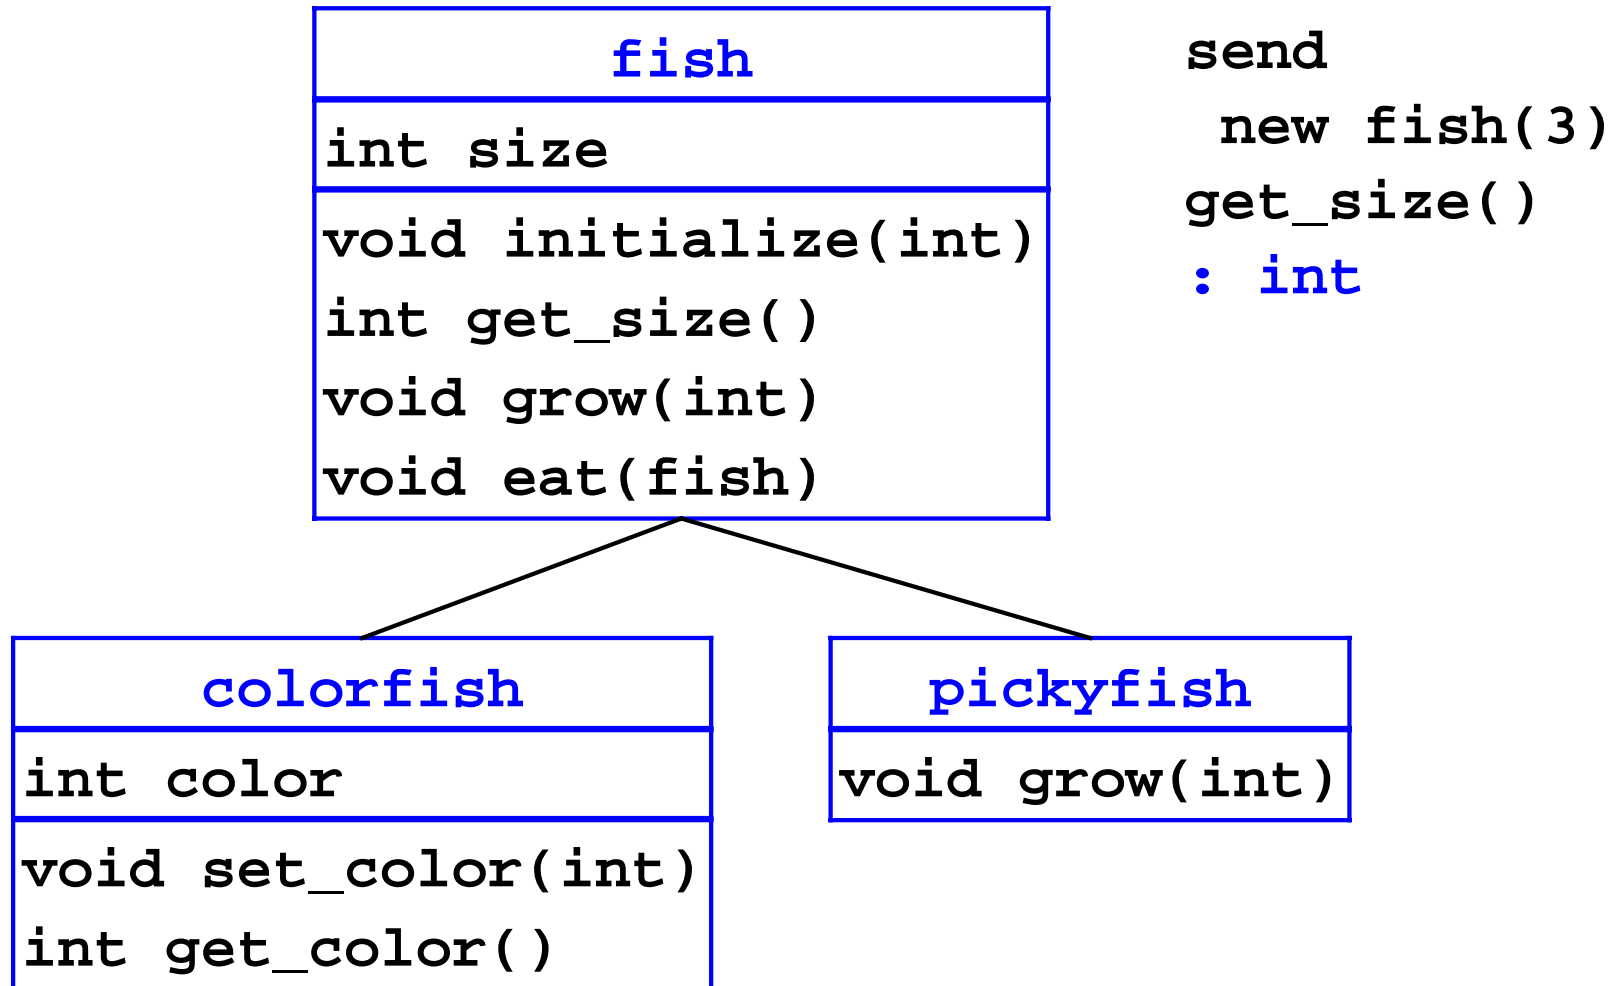 fish
int size
void initialize(int)
int get_size()
void grow(int)
void eat(fish)
send
new fish(3)
get_size()
: int
colorfish
int color
void set_color(int)
int get_color()
pickyfish
void grow(int)